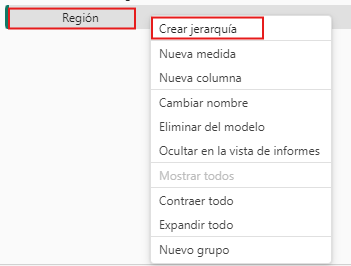 Región
Crear jerarquía
Nueva medida
Nueva columna
Cambiar nombre
Eliminar del modelo
Ocultar en la vista de informes
Mostrar todos
Contraer todo
Expandir todo
Nuevo grupo